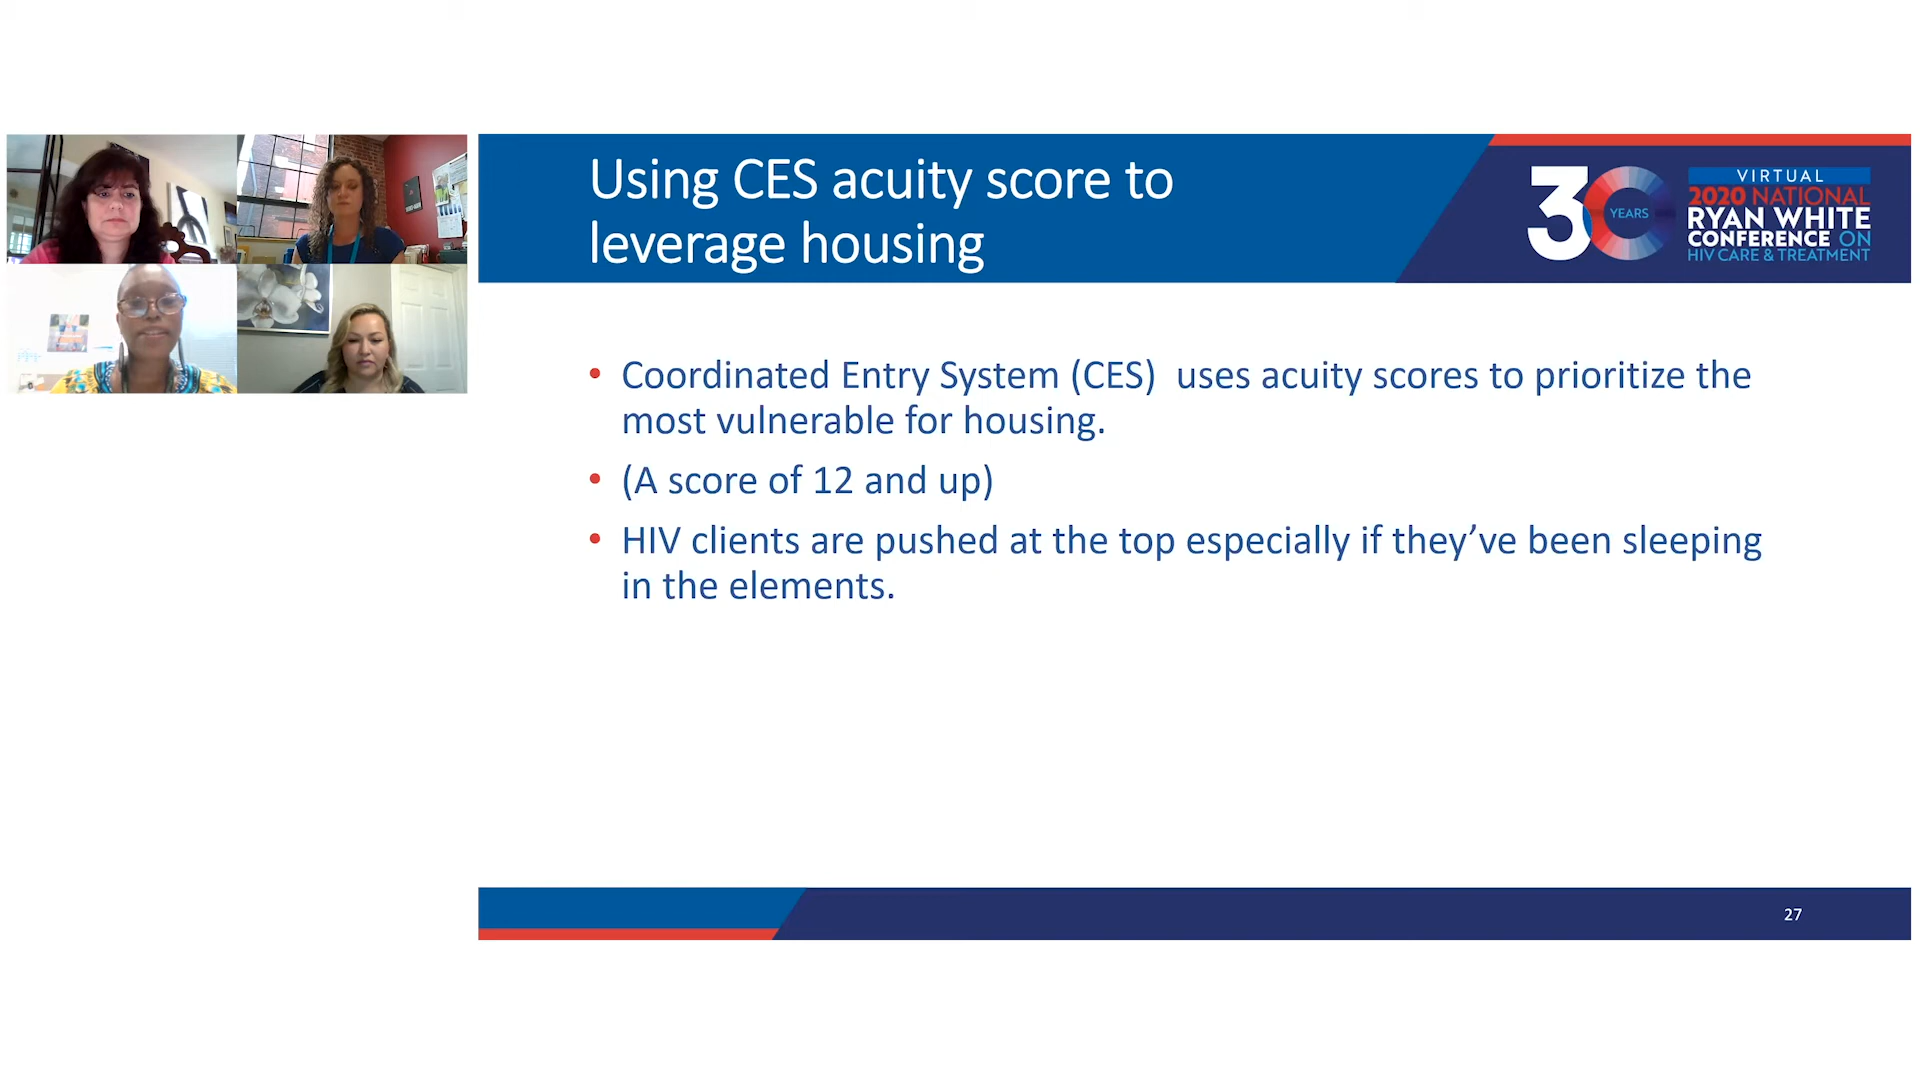 Using CES acuity score to
leverage housing
30
YEARS
VIRTUAL
2020 NATIONAL
RYAN WHITE
CONFERENCE ON
HIV CARE & TREATMENT
• Coordinated Entry System (CES)  uses acuity scores to prioritize the
most vulnerable for housing.
• (A score of 12 and up)
• HIV clients are pushed at the top especially if they’ve been sleeping
in the elements.
27